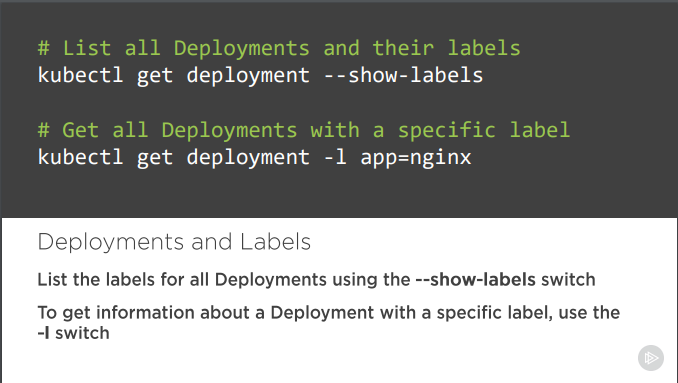 # List all Deployments and their labels
kubectl get deployment --show-labels
# Get all Deployments with a specific label
kubectl get deployment -l app=nginx
Deployments and Labels
List the labels for all Deployments using the --show-labels switch
To get information about a Deployment with a specific label, use the
-l switch